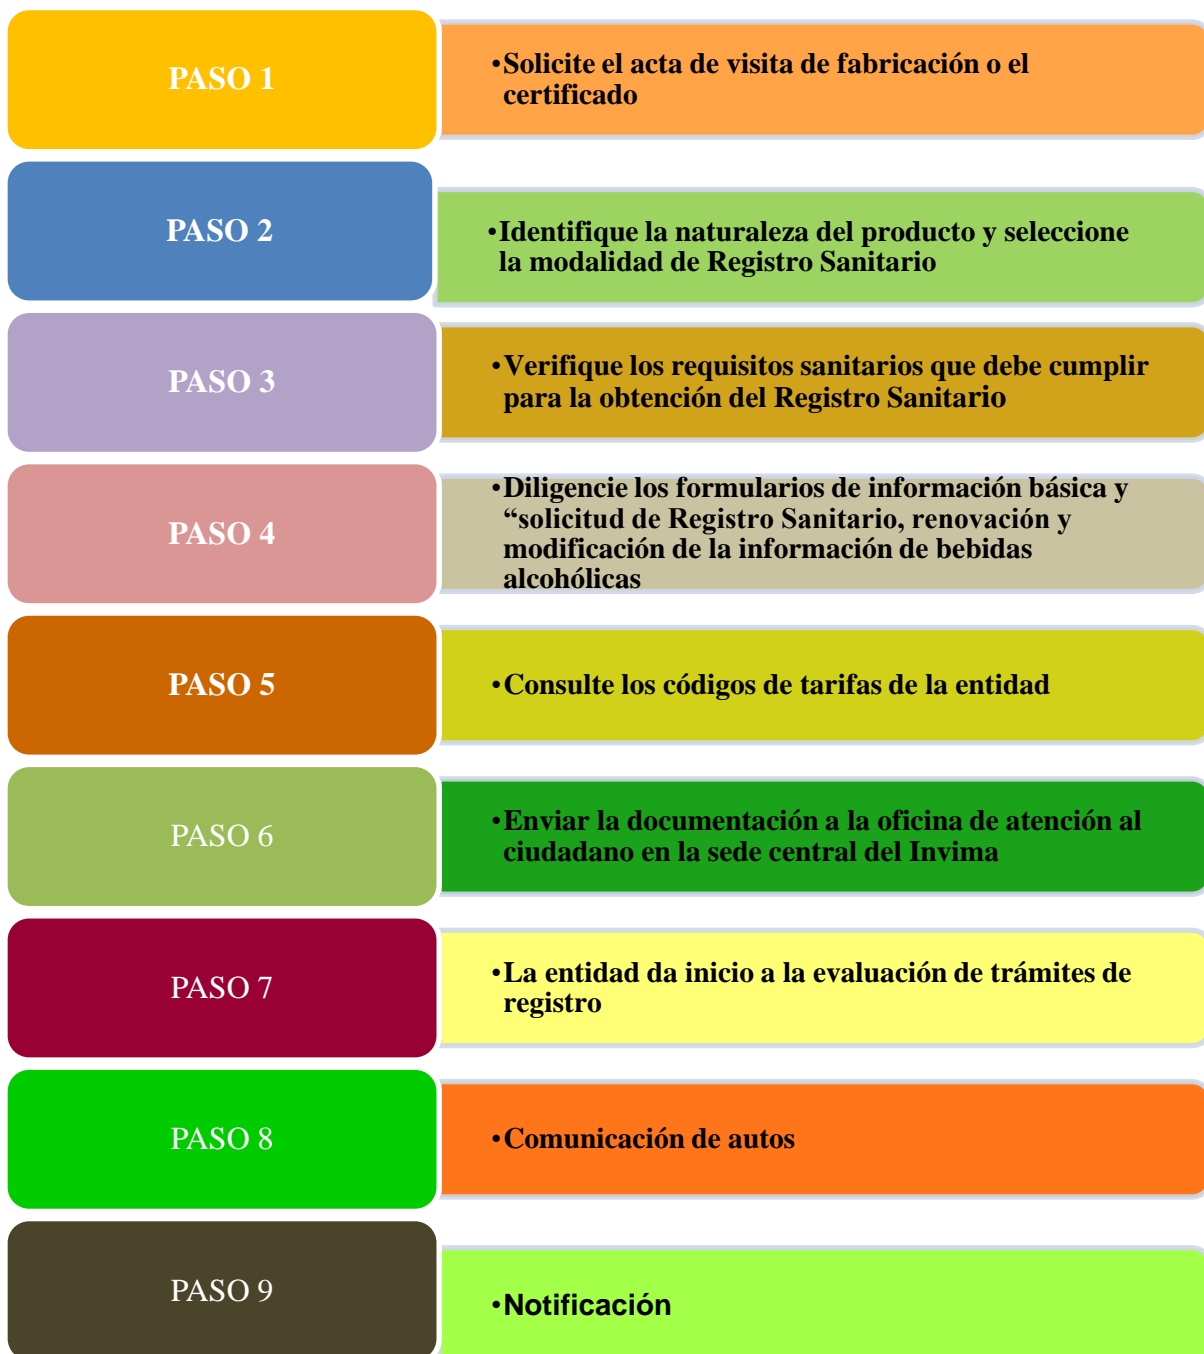 PASO 1
•Solicite el acta de visita de fabricación o el
certificado
PASO 2
•Identifique la naturaleza del producto y seleccione
la modalidad de Registro Sanitario
PASO 3
•Verifique los requisitos sanitarios que debe cumplir
para la obtención del Registro Sanitario
PASO 4
•Diligencie los formularios de información básica y
“solicitud de Registro Sanitario, renovación y
modificación de la información de bebidas
alcohólicas
PASO 5
•Consulte los códigos de tarifas de la entidad
PASO 6
•Enviar la documentación a la oficina de atención al
ciudadano en la sede central del Invima
PASO 7
•La entidad da inicio a la evaluación de trámites de
registro
PASO 8
•Comunicación de autos
PASO 9
•Notificación